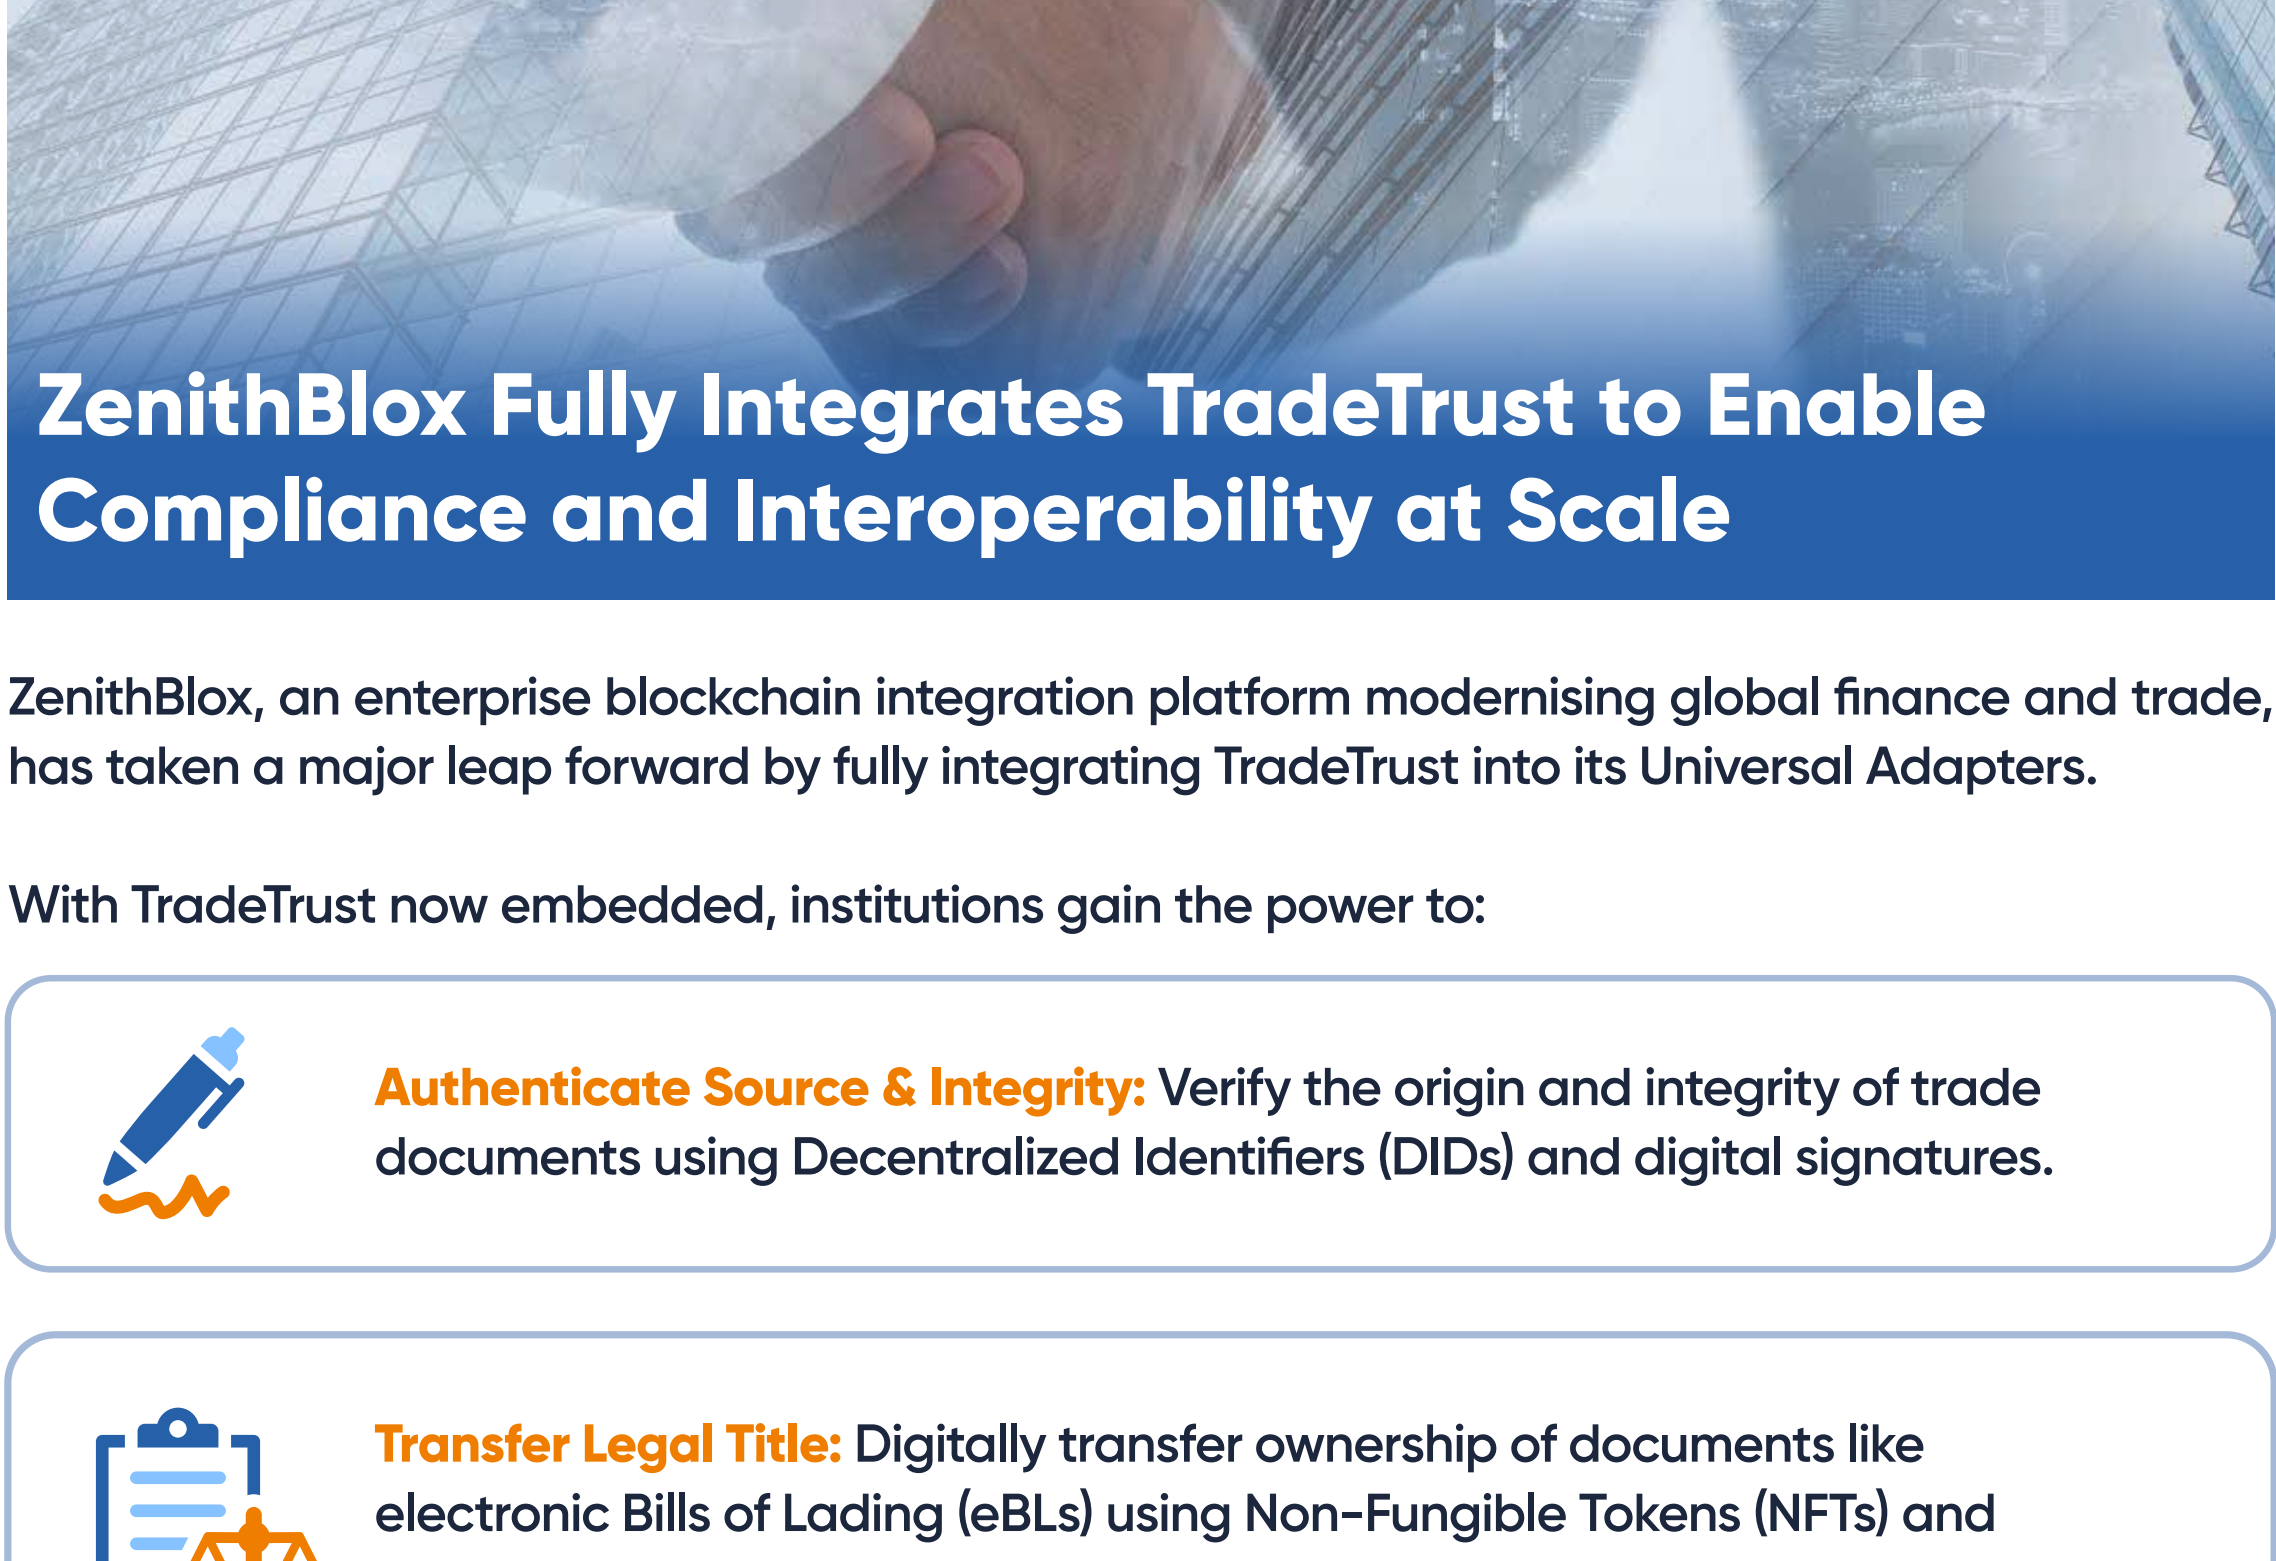 ZenithBlox Fully Integrates TradeTrust to Enable
Compliance and Interoperability at Scale
ZenithBlox, an enterprise blockchain integration platform modernising global finance and trade,
has taken a major leap forward by fully integrating TradeTrust into its Universal Adapters.
With TradeTrust now embedded, institutions gain the power to:
Authenticate Source & Integrity: Verify the origin and integrity of trade
documents using Decentralized Identifiers (DIDs) and digital signatures.
Transfer Legal Title: Digitally transfer ownership of documents like
electronic Bills of Lading (eBLs) using Non-Fungible Tokens (NFTs) and